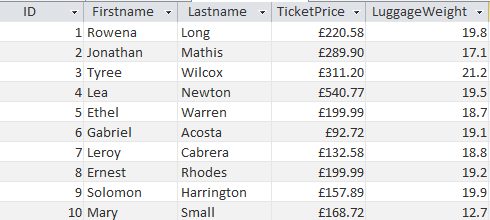 ID Firstname Lastname TicketPrice LuggageWeight
1 Rowena Long £220.58 19.8
2 Jonathan Mathis £289.90 17.1
3 Tyree Wilcox £311.20 21.2
4 Lea Newton £540.77 19.5
5 Ethel Warren £199.99 18.7
6 Gabriel Acosta £92.72 19.1
7 Leroy Cabrera £132.58 18.8
8 Ernest Rhodes £199.99 19.2
9 Solomon Harrington £157.89 19.9
10 Mary Small £168.72 12.7